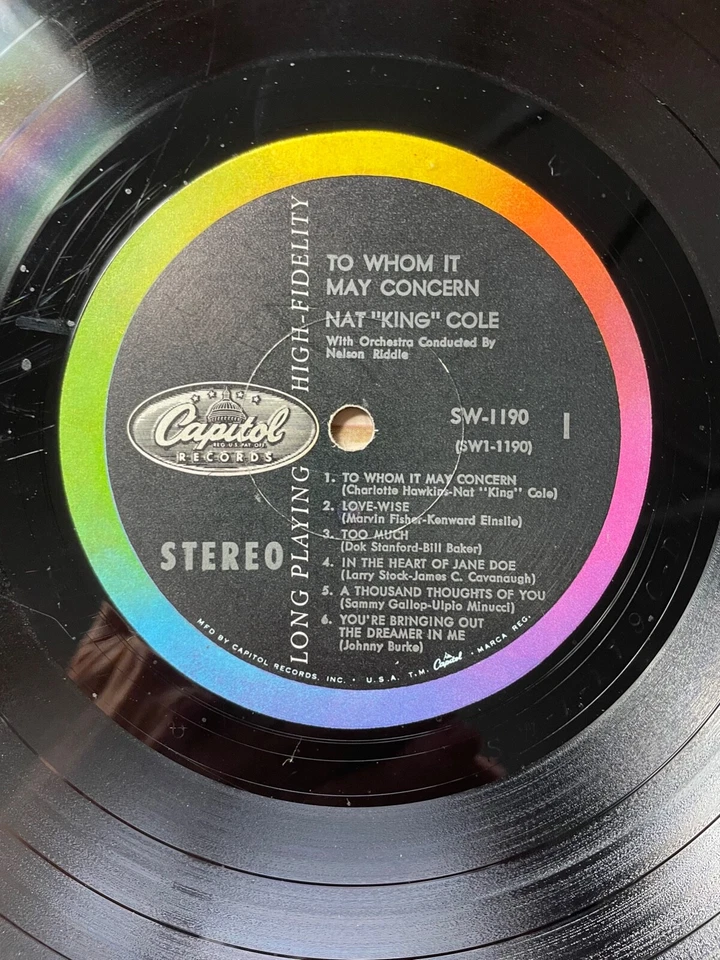 TO WHOM IT
MAY CONCERN
NAT "KING" COLE
With Orchestra Conducted By
Nelson Riddle
LONG PLAYING HIGH-FIDELITY
Capitol
REG. U.S. PAT. OFF.
RECORDS
STEREO
SW-1190
1
(SW1-1190)
1. TO WHOM IT MAY CONCERN
(Charlotte Hawkins-Nat "King" Cole)
2. LOVE-WISE
(Marvin Fisher-Kenward Elmslie)
3. TOO MUCH
(Dok Stanford-Bill Baker)
4. IN THE HEART OF JANE DOE
(Larry Stock-James C. Cavanaugh)
5. A THOUSAND THOUGHTS OF YOU
(Sammy Gallop-Ulpio Minucci)
6. YOU'RE BRINGING OUT
THE DREAMER IN ME
(Johnny Burke)
MFD BY CAPITOL RECORDS, INC. • U.S.A. T.M. Capitol • MARCA REG.